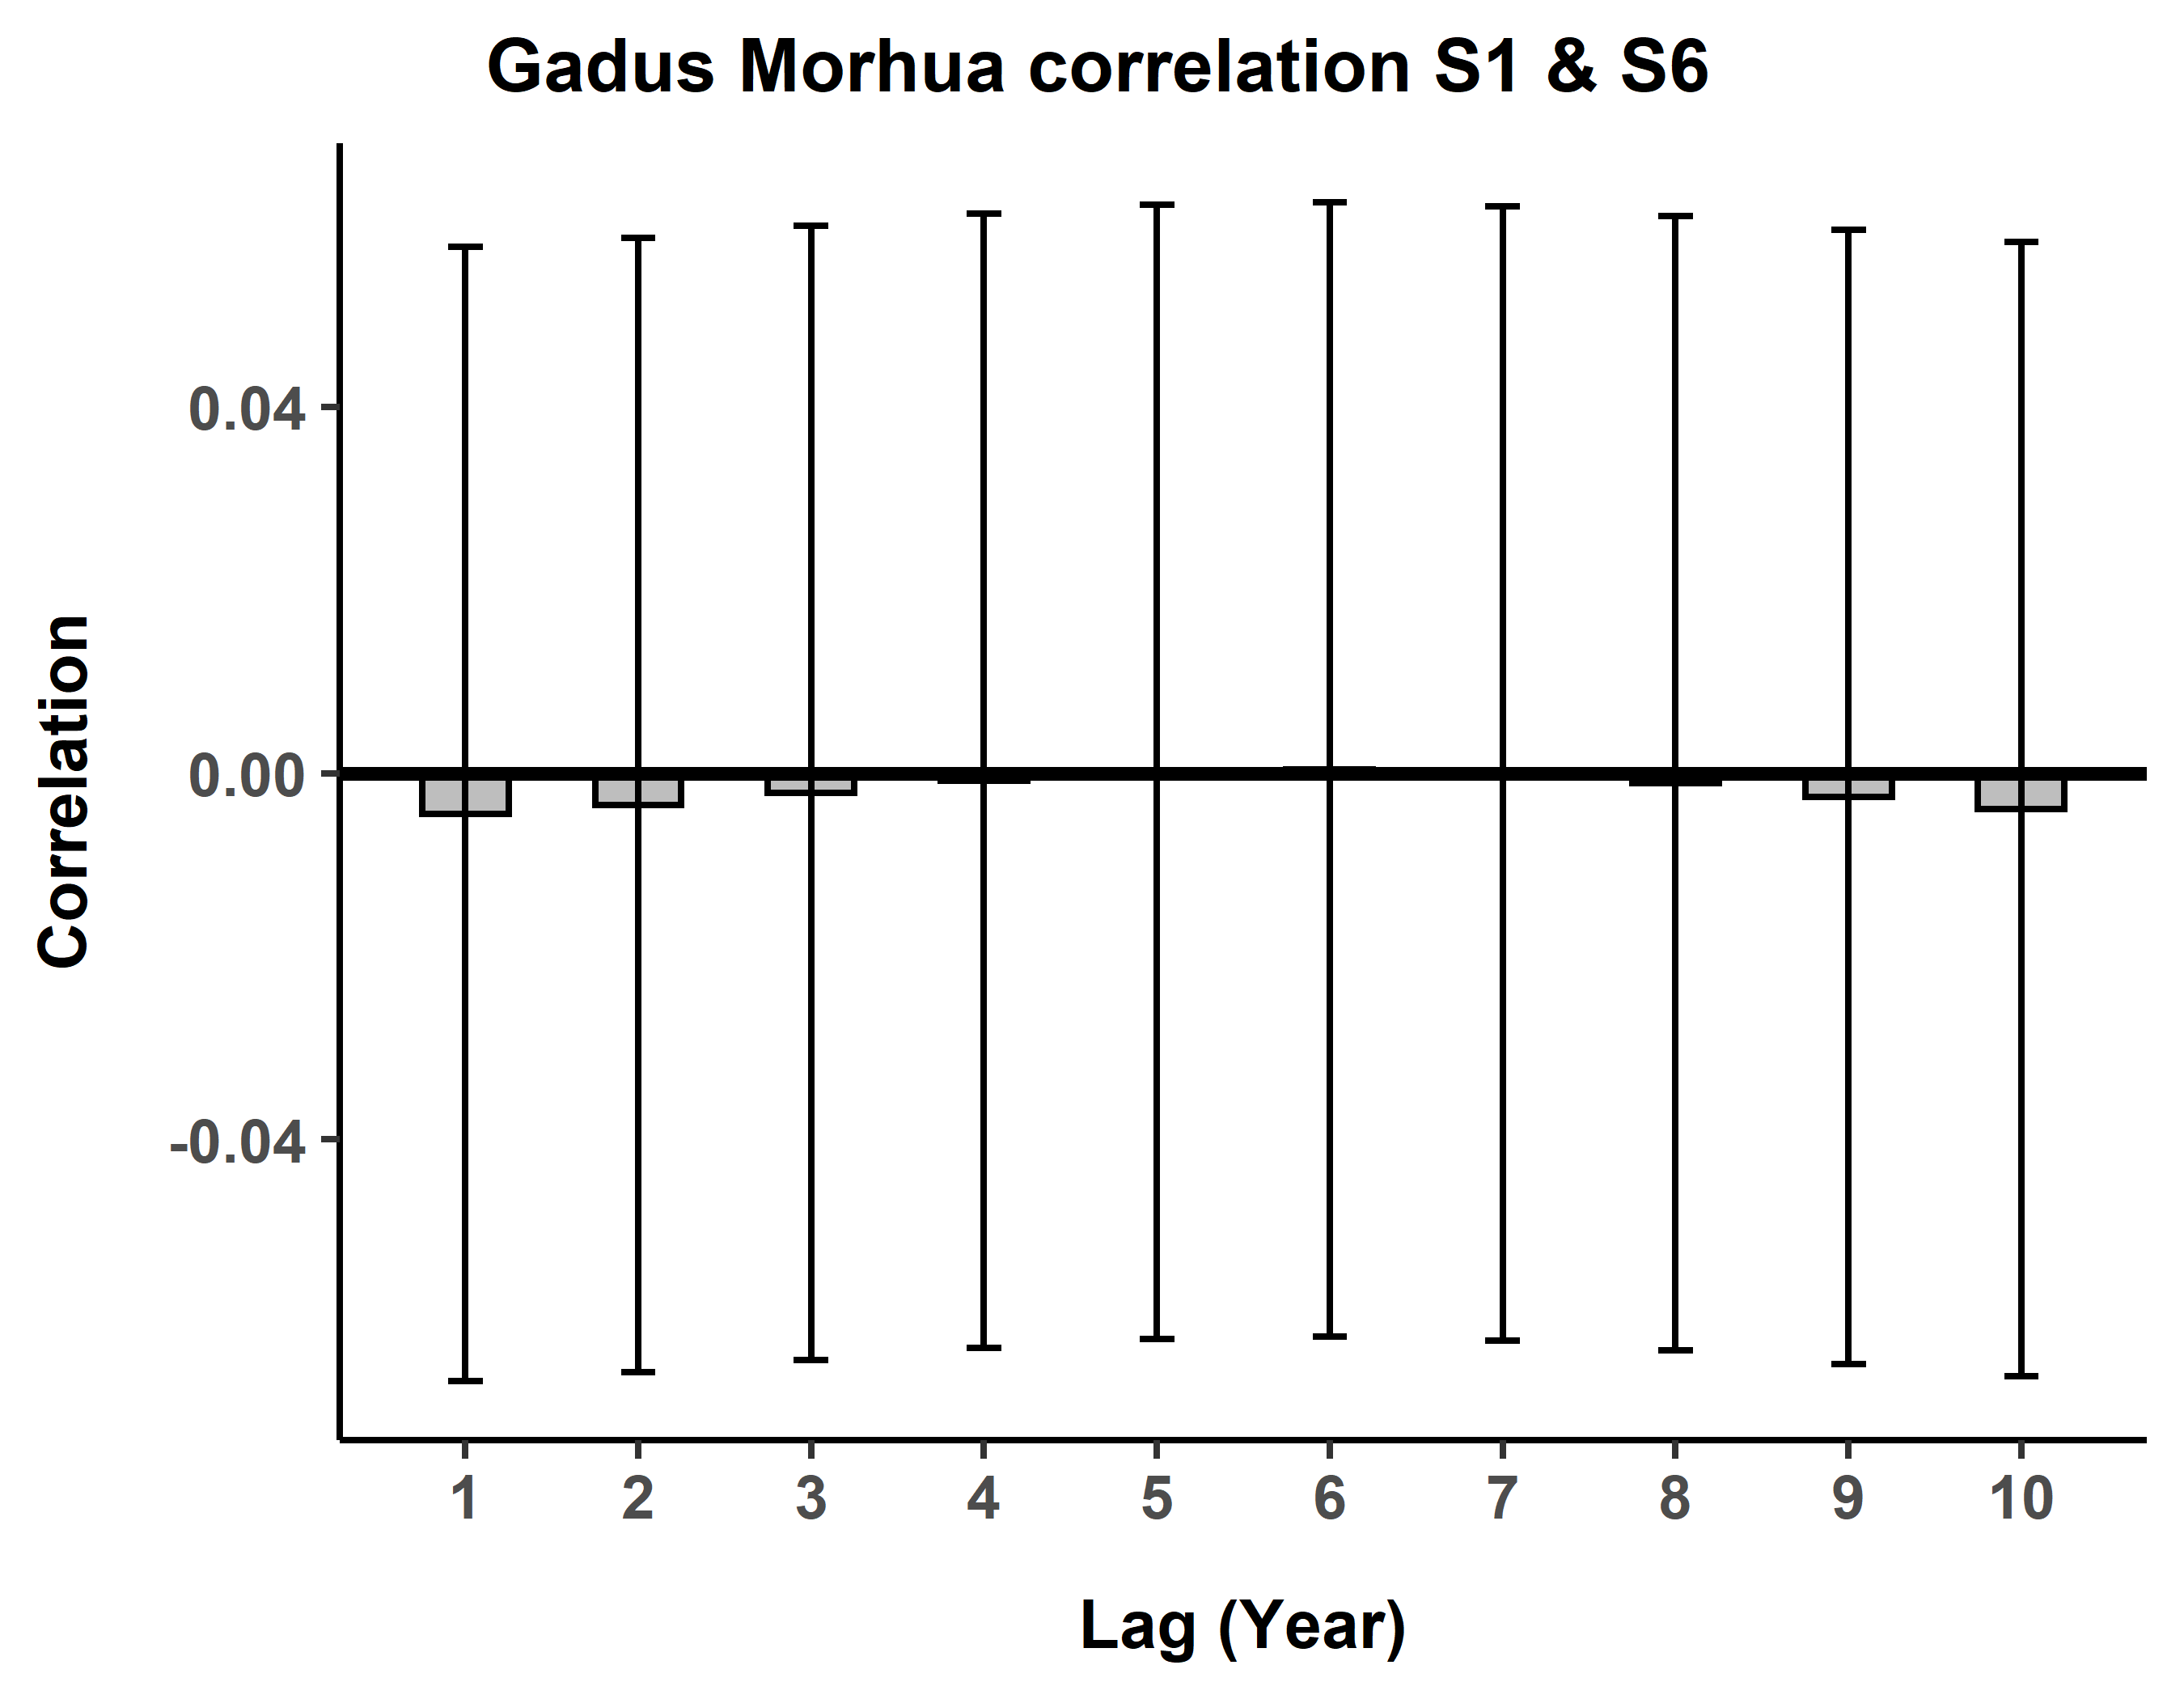 Gadus Morhua correlation S1 & S6
Correlation
0.04
0.00
-0.04
1 2 3 4 5 6 7 8 9 10
Lag (Year)